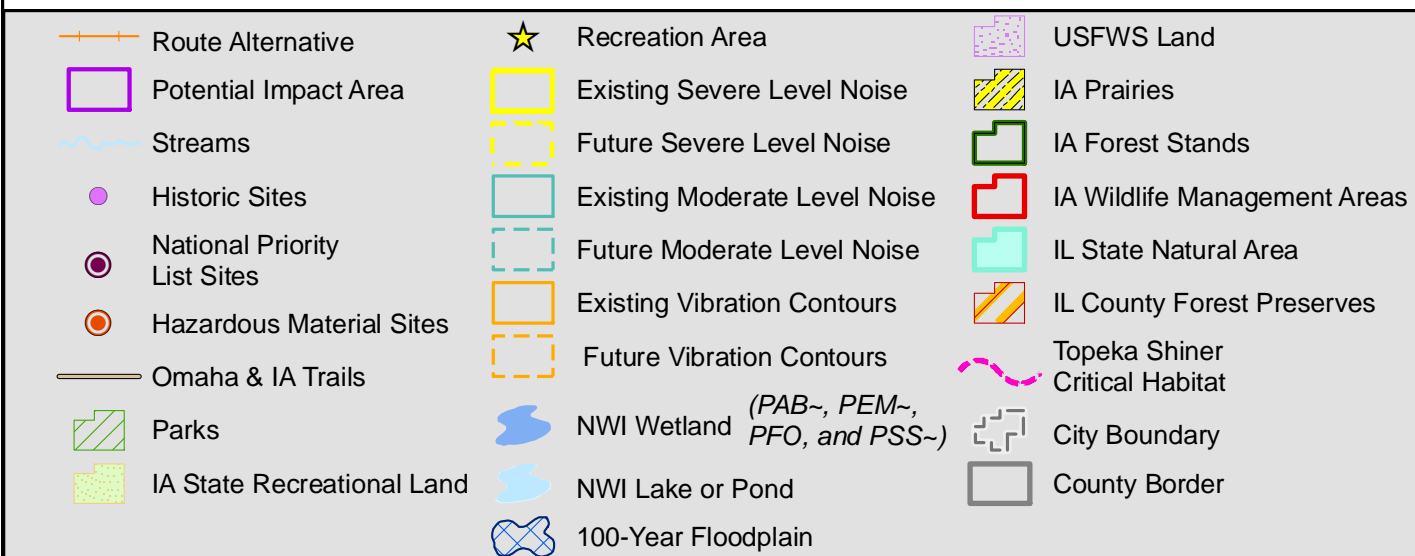 Route Alternative
Potential Impact Area
Streams
Historic Sites
National Priority
List Sites
Hazardous Material Sites
Omaha & IA Trails
Parks
IA State Recreational Land
Recreation Area
Existing Severe Level Noise
Future Severe Level Noise
Existing Moderate Level Noise
Future Moderate Level Noise
Existing Vibration Contours
Future Vibration Contours
NWI Wetland (PAB~, PEM~,
PFO, and PSS~)
NWI Lake or Pond
100-Year Floodplain
USFWS Land
IA Prairies
IA Forest Stands
IA Wildlife Management Areas
IL State Natural Area
IL County Forest Preserves
Topeka Shiner
Critical Habitat
City Boundary
County Border